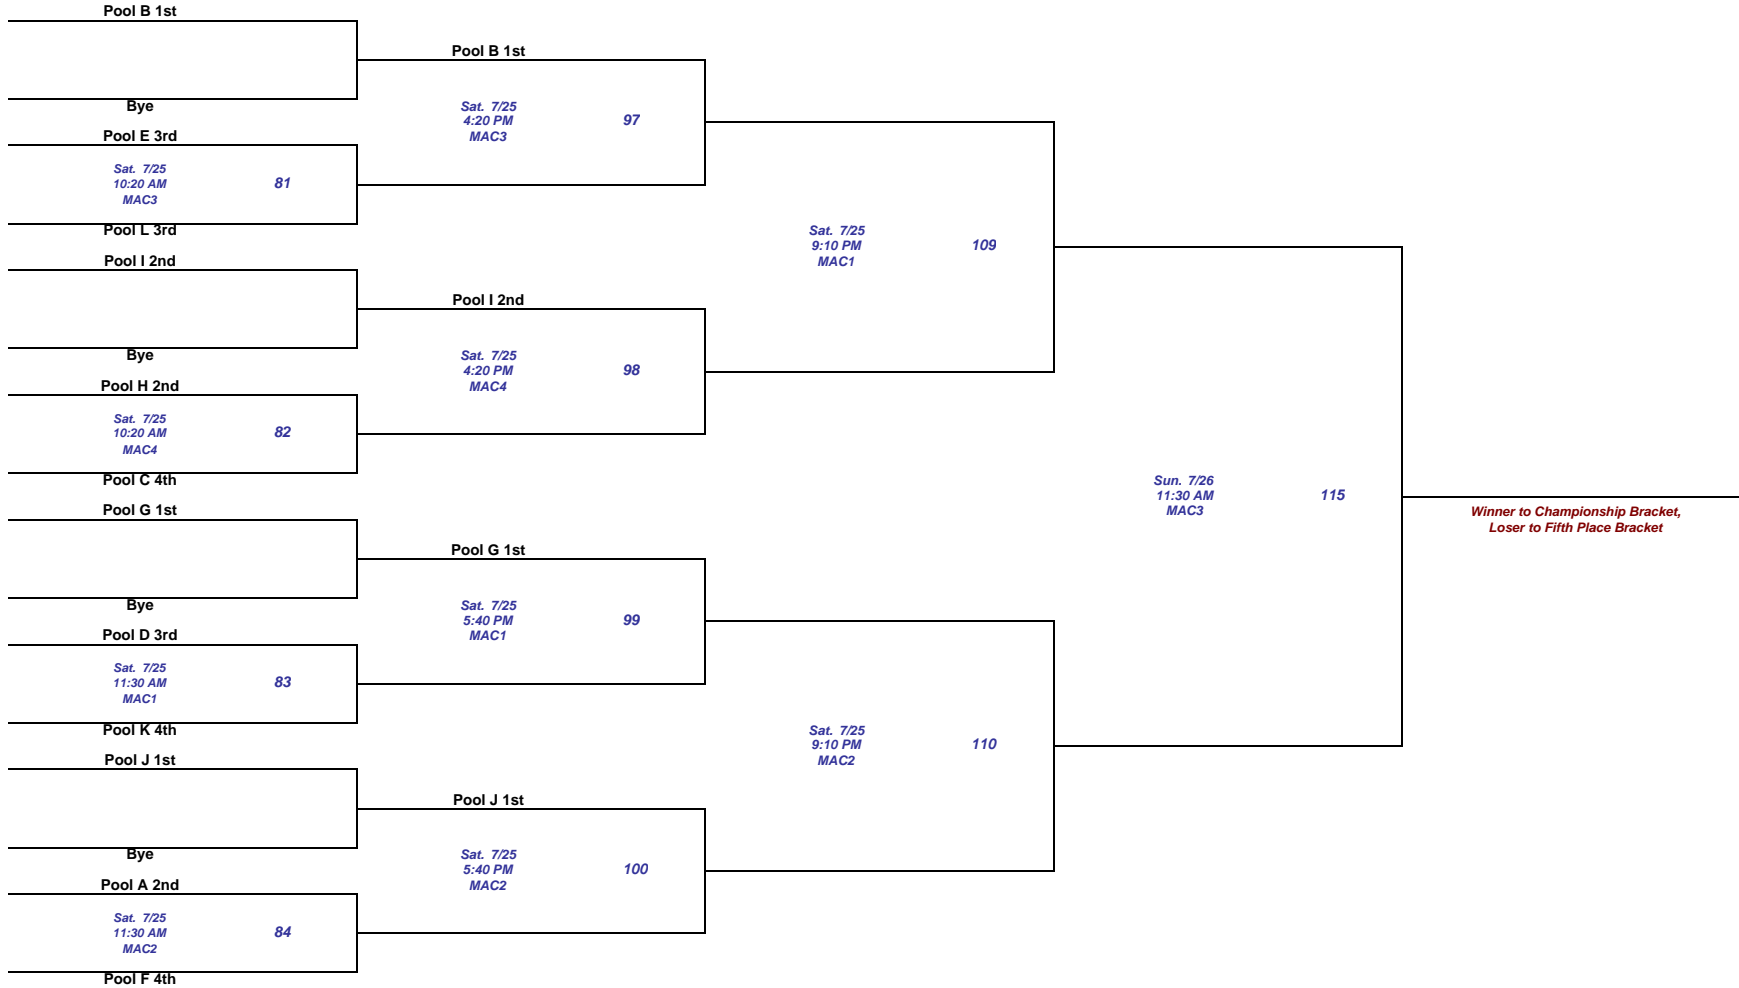 Pool B 1st
Bye
Pool E 3rd
Sat. 7/25
10:20 AM
MAC3
81
Pool L 3rd
Pool I 2nd
Bye
Pool H 2nd
Sat. 7/25
10:20 AM
MAC4
82
Pool C 4th
Pool G 1st
Bye
Pool D 3rd
Sat. 7/25
11:30 AM
MAC1
83
Pool K 4th
Pool J 1st
Bye
Pool A 2nd
Sat. 7/25
11:30 AM
MAC2
84
Pool F 4th
Pool B 1st
Sat. 7/25
4:20 PM
MAC3
97
Pool I 2nd
Sat. 7/25
4:20 PM
MAC4
98
Pool G 1st
Sat. 7/25
5:40 PM
MAC1
99
Pool J 1st
Sat. 7/25
5:40 PM
MAC2
100
Sat. 7/25
9:10 PM
MAC1
109
Sat. 7/25
9:10 PM
MAC2
110
Sun. 7/26
11:30 AM
MAC3
115
Winner to Championship Bracket,
Loser to Fifth Place Bracket